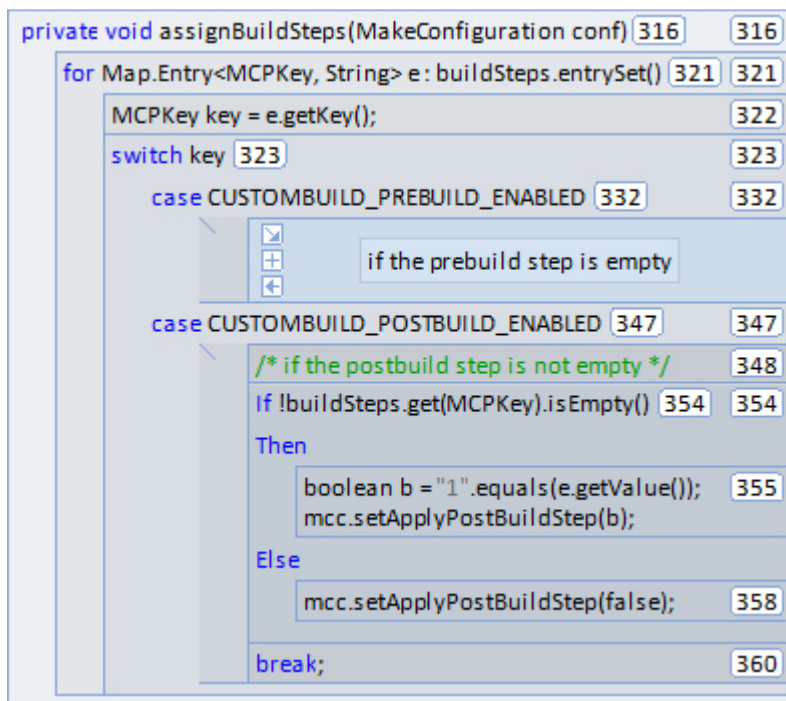 private void assignBuildSteps(MakeConfiguration conf) 316 316
for Map.Entry<MCPKey, String> e : buildSteps.entrySet() 321 321
MCPKey key = e.getKey(); 322
switch key 323 323
case CUSTOMBUILD_PREBUILD_ENABLED 332 332
if the prebuild step is empty
case CUSTOMBUILD_POSTBUILD_ENABLED 347 347
/* if the postbuild step is not empty */ 348
If !buildSteps.get(MCPKey).isEmpty() 354 354
Then
boolean b = "1".equals(e.getValue()); 355
mcc.setApplyPostBuildStep(b);
Else
mcc.setApplyPostBuildStep(false); 358
break; 360